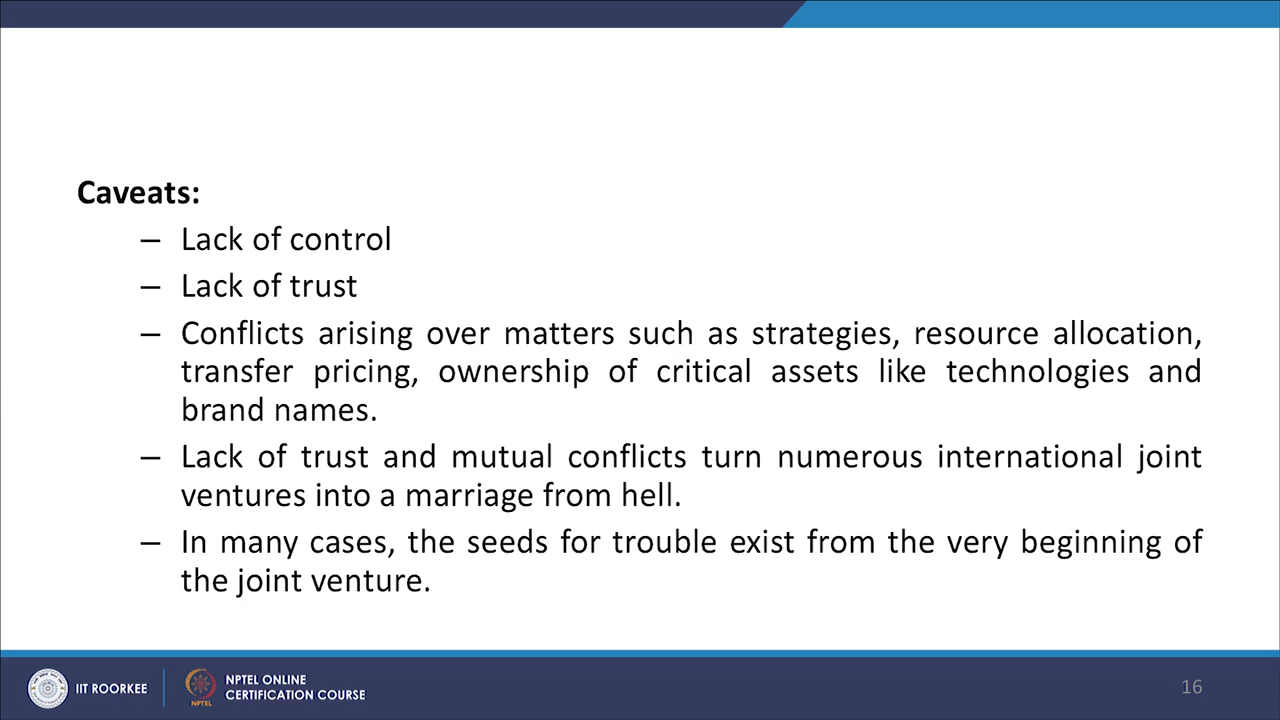 Caveats:
– Lack of control
– Lack of trust
– Conflicts arising over matters such as strategies, resource allocation,
transfer pricing, ownership of critical assets like technologies and
brand names.
– Lack of trust and mutual conflicts turn numerous international joint
ventures into a marriage from hell.
– In many cases, the seeds for trouble exist from the very beginning of
the joint venture.
IIT ROORKEE
NPTEL
NPTEL ONLINE
CERTIFICATION COURSE
16